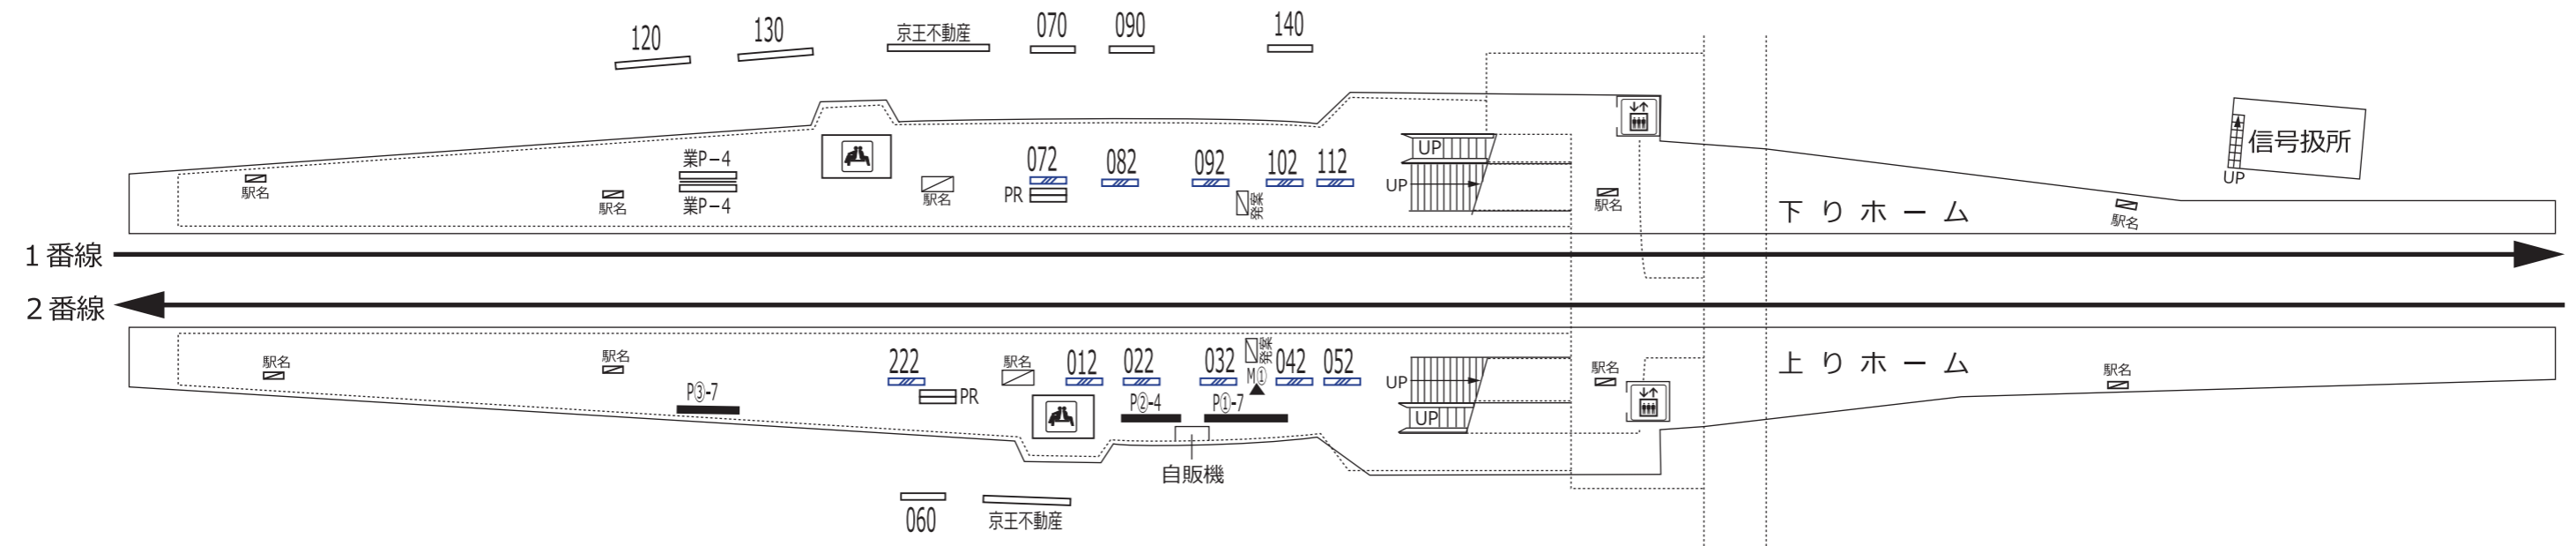 120
130
京王不動産
070
090
140
駅名
駅名
業P-4
業P-4
駅名
PR
072
082
092
発案
102
112
UP
UP
駅名
下りホーム
駅名
信号扱所
UP
1番線
2番線
駅名
駅名
P③-7
222
PR
駅名
012
022
P②-4
032
P①-7
発案
M①
042
052
自販機
UP
UP
駅名
上りホーム
駅名
060
京王不動産